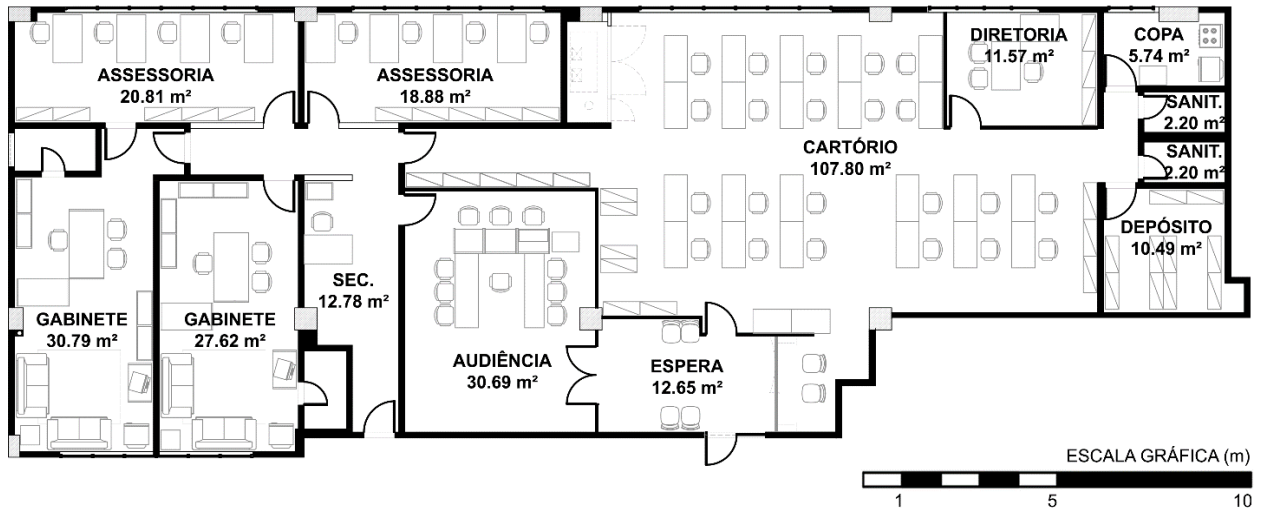 ASSESSORIA
20.81 m²
ASSESSORIA
18.88 m²
DIRETORIA
11.57 m²
COPA
5.74 m²
SANIT.
2.20 m²
CARTÓRIO
107.80 m²
SANIT.
2.20 m²
DEPÓSITO
10.49 m²
SEC.
12.78 m²
GABINETE
30.79 m²
GABINETE
27.62 m²
AUDIÊNCIA
30.69 m²
ESPERA
12.65 m²
ESCALA GRÁFICA (m)
1 5 10